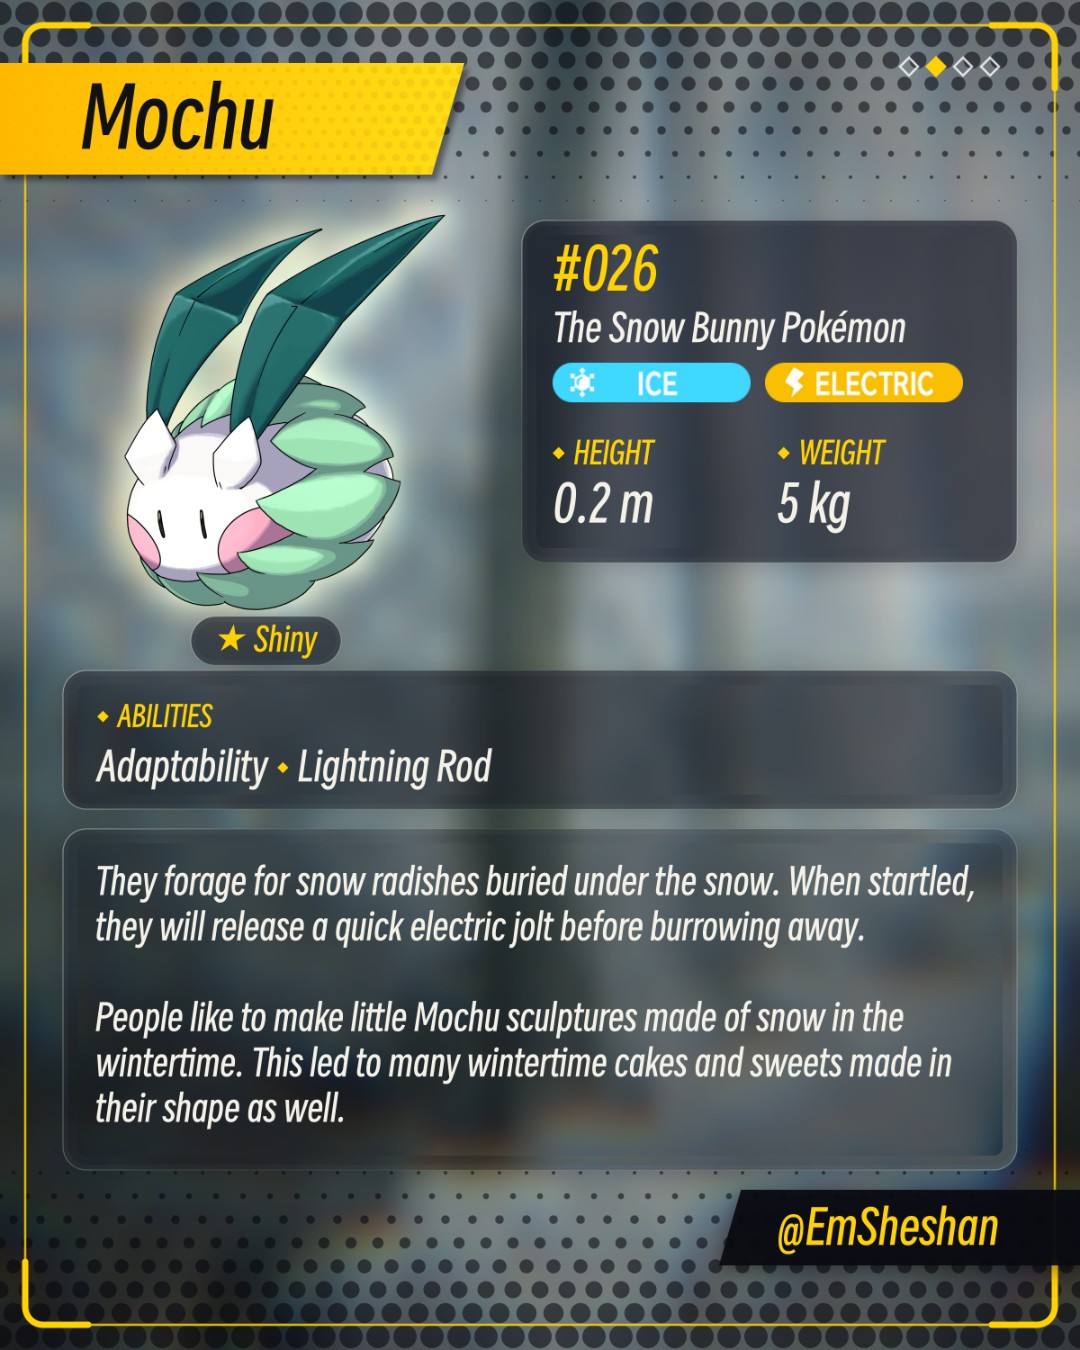 Mochu
#026
The Snow Bunny Pokémon
ICE ELECTRIC
HEIGHT WEIGHT
0.2 m 5 kg
★ Shiny
ABILITIES
Adaptability ⬥ Lightning Rod
They forage for snow radishes buried under the snow. When startled,
they will release a quick electric jolt before burrowing away.
People like to make little Mochu sculptures made of snow in the
wintertime. This led to many wintertime cakes and sweets made in
their shape as well.
@EmSheshan